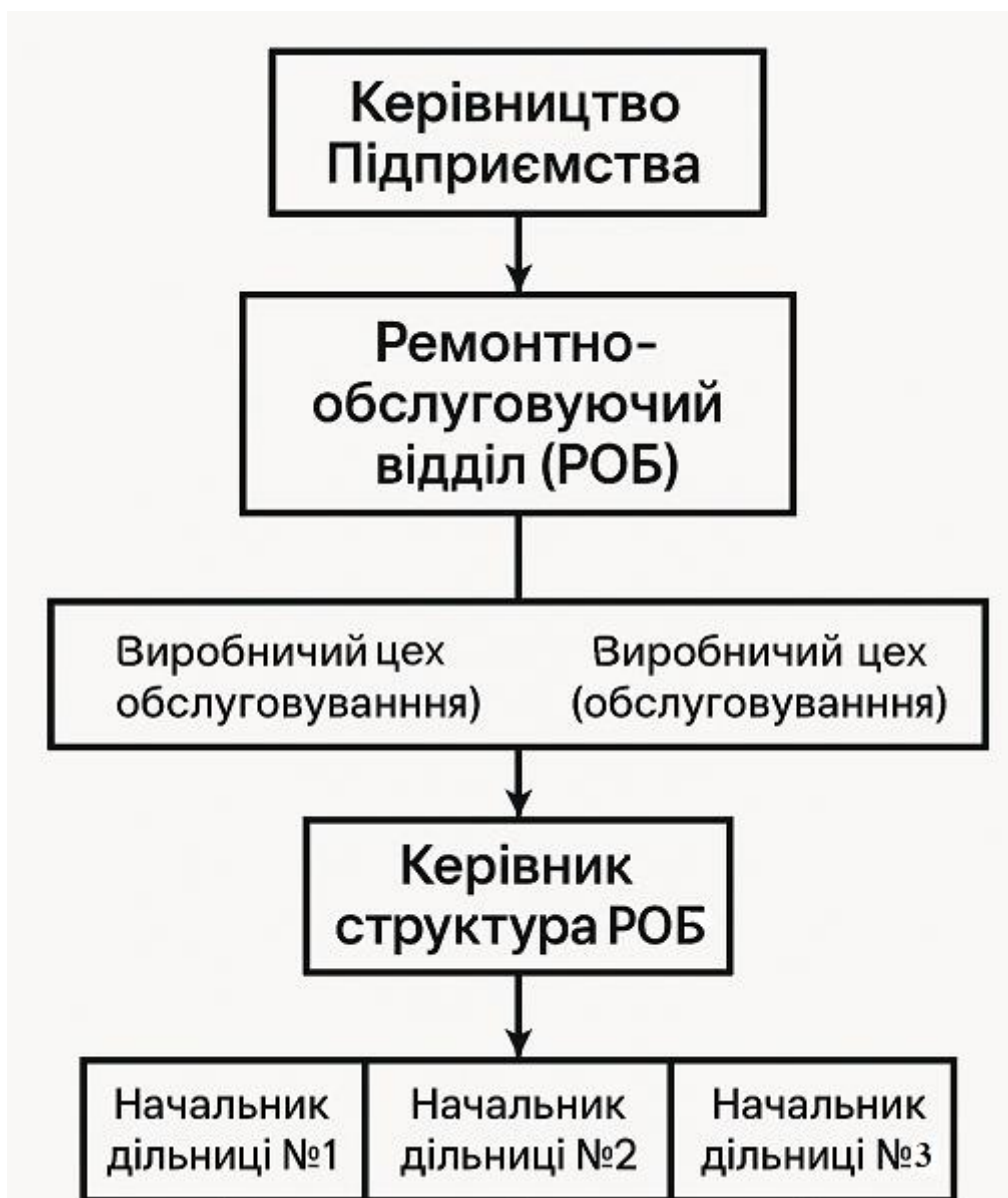 Керівництво
Підприємства
Ремонтно-
обслуговуючий
відділ (РОБ)
Виробничий цех
обслуговуванння)
Виробничий цех
(обслуговуванння)
Керівник
структура РОБ
Начальник
дільниці №1
Начальник
дільниці №2
Начальник
дільниці №3